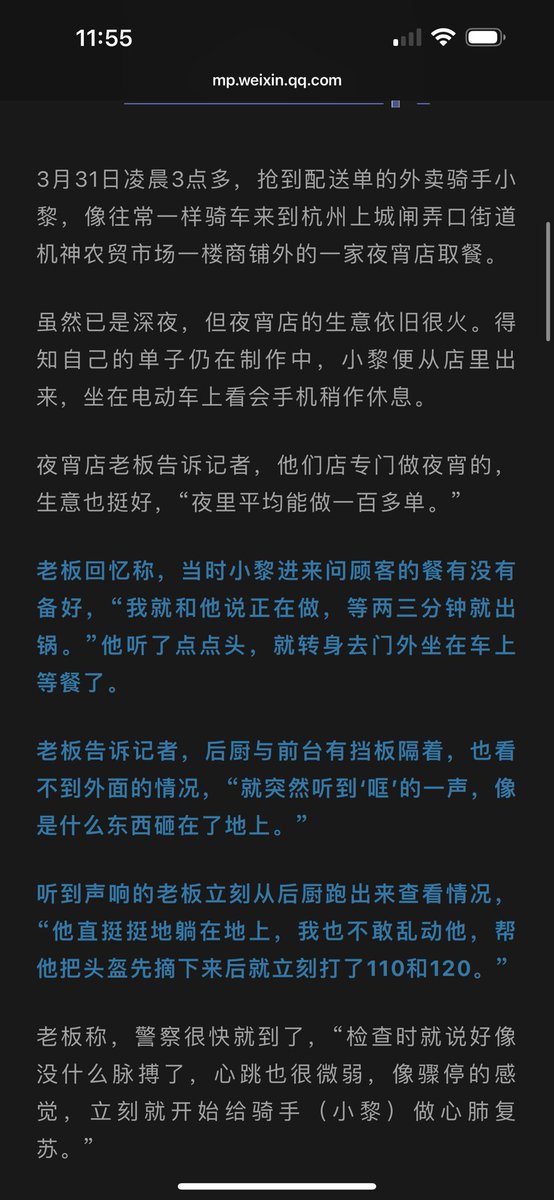 11:55
mp.weixin.qq.com
3月31日凌晨3点多，抢到配送单的外卖骑手小
黎，像往常一样骑车来到杭州上城闸弄口街道
机神农贸市场一楼商铺外的一家夜宵店取餐。
虽然已是深夜，但夜宵店的生意依旧很火。得
知自己的单子仍在制作中，小黎便从店里出
来，坐在电动车上看会手机稍作休息。
夜宵店老板告诉记者，他们店专门做夜宵的，
生意也挺好，“夜里平均能做一百多单。”
老板回忆称，当时小黎进来问顾客的餐有没有
备好，“我就和他说正在做，等两三分钟就出
锅。”他听了点点头，就转身去门外坐在车上
等餐了。
老板告诉记者，后厨与前台有挡板隔着，也看
不到外面的情况，“就突然听到‘哐’的一声，像
是什么东西砸在了地上。”
听到声响的老板立刻从后厨跑出来查看情况，
“他直挺挺地躺在地上，我也不敢乱动他，帮
他把头盔先摘下来后就立刻打了110和120。”
老板称，警察很快就到了，“检查时就说好像
没什么脉搏了，心跳也很微弱，像骤停的感
觉，立刻就开始给骑手（小黎）做心肺复
苏。”